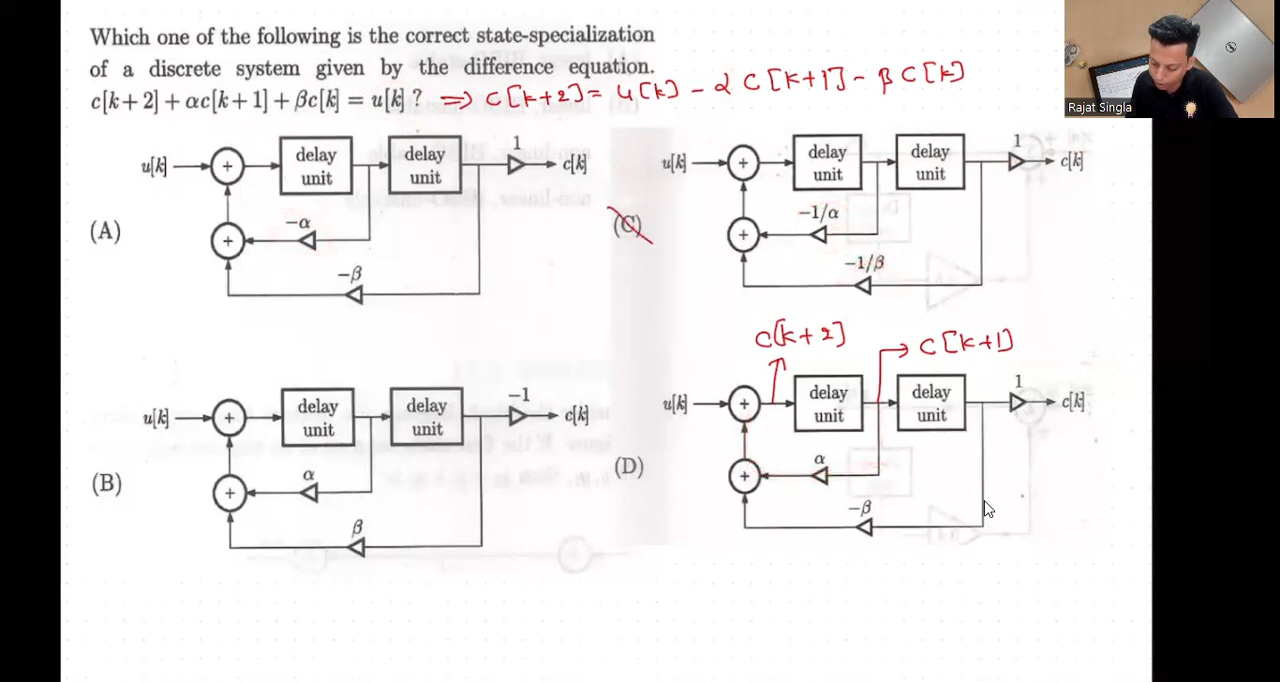 Which one of the following is the correct state-specialization
of a discrete system given by the difference equation.
c[k+2] + αc[k+1] + βc[k] = u[k] ? ⇒ C[k+2] = u[k] − α C[k+1] − β C[k]
Rajat Singla
(A)
u[k] + delay unit delay unit 1 c[k]
+ −α
−β
(C)
u[k] + delay unit delay unit 1 c[k]
+ −1/α
−1/β
(B)
u[k] + delay unit delay unit −1 c[k]
+ α
β
(D)
C[k+2] → C[k+1]
u[k] + delay unit delay unit 1 c[k]
+ α
−β